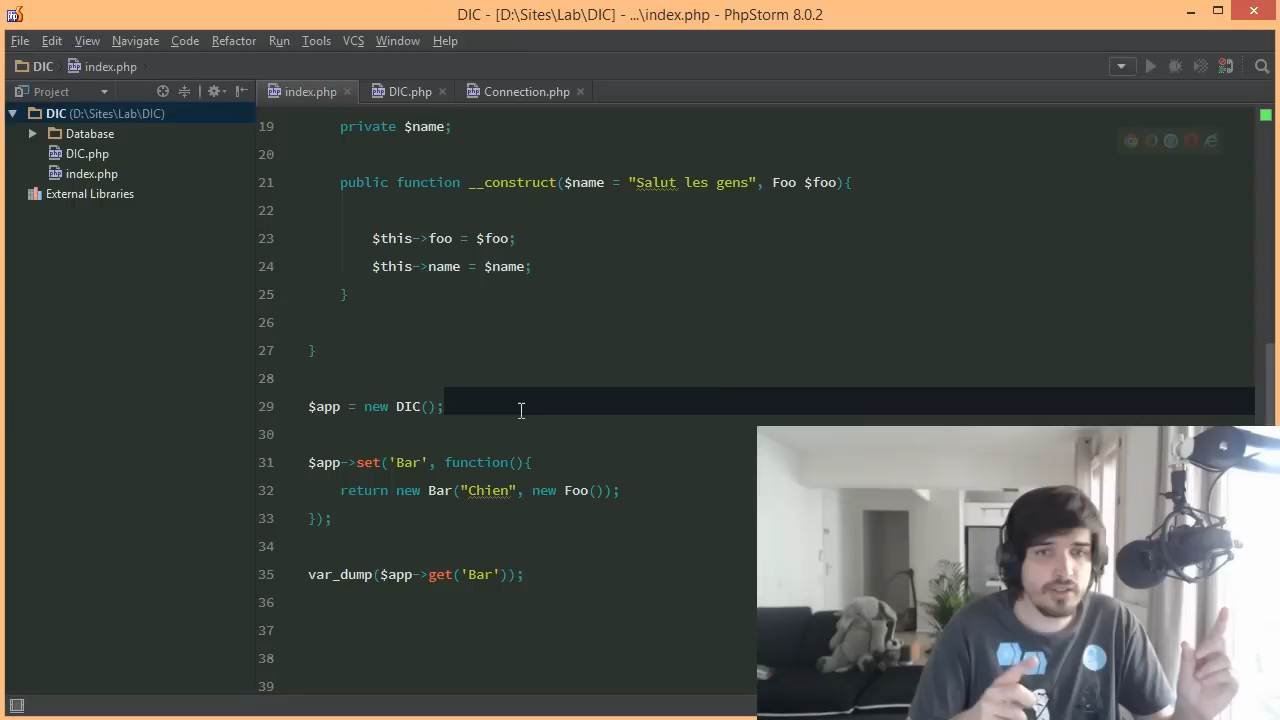 DIC - [D:\Sites\Lab\DIC] - ...\index.php - PhpStorm 8.0.2
File Edit View Navigate Code Refactor Run Tools VCS Window Help
DIC index.php
Project
index.php DIC.php Connection.php
DIC (D:\Sites\Lab\DIC)
Database
DIC.php
index.php
External Libraries
19 private $name;
20
21 public function __construct($name = "Salut les gens", Foo $foo){
22
23 $this->foo = $foo;
24 $this->name = $name;
25 }
26
27 }
28
29 $app = new DIC();
30
31 $app->set('Bar', function(){
32 return new Bar("Chien", new Foo());
33 });
34
35 var_dump($app->get('Bar'));
36
37
38
39